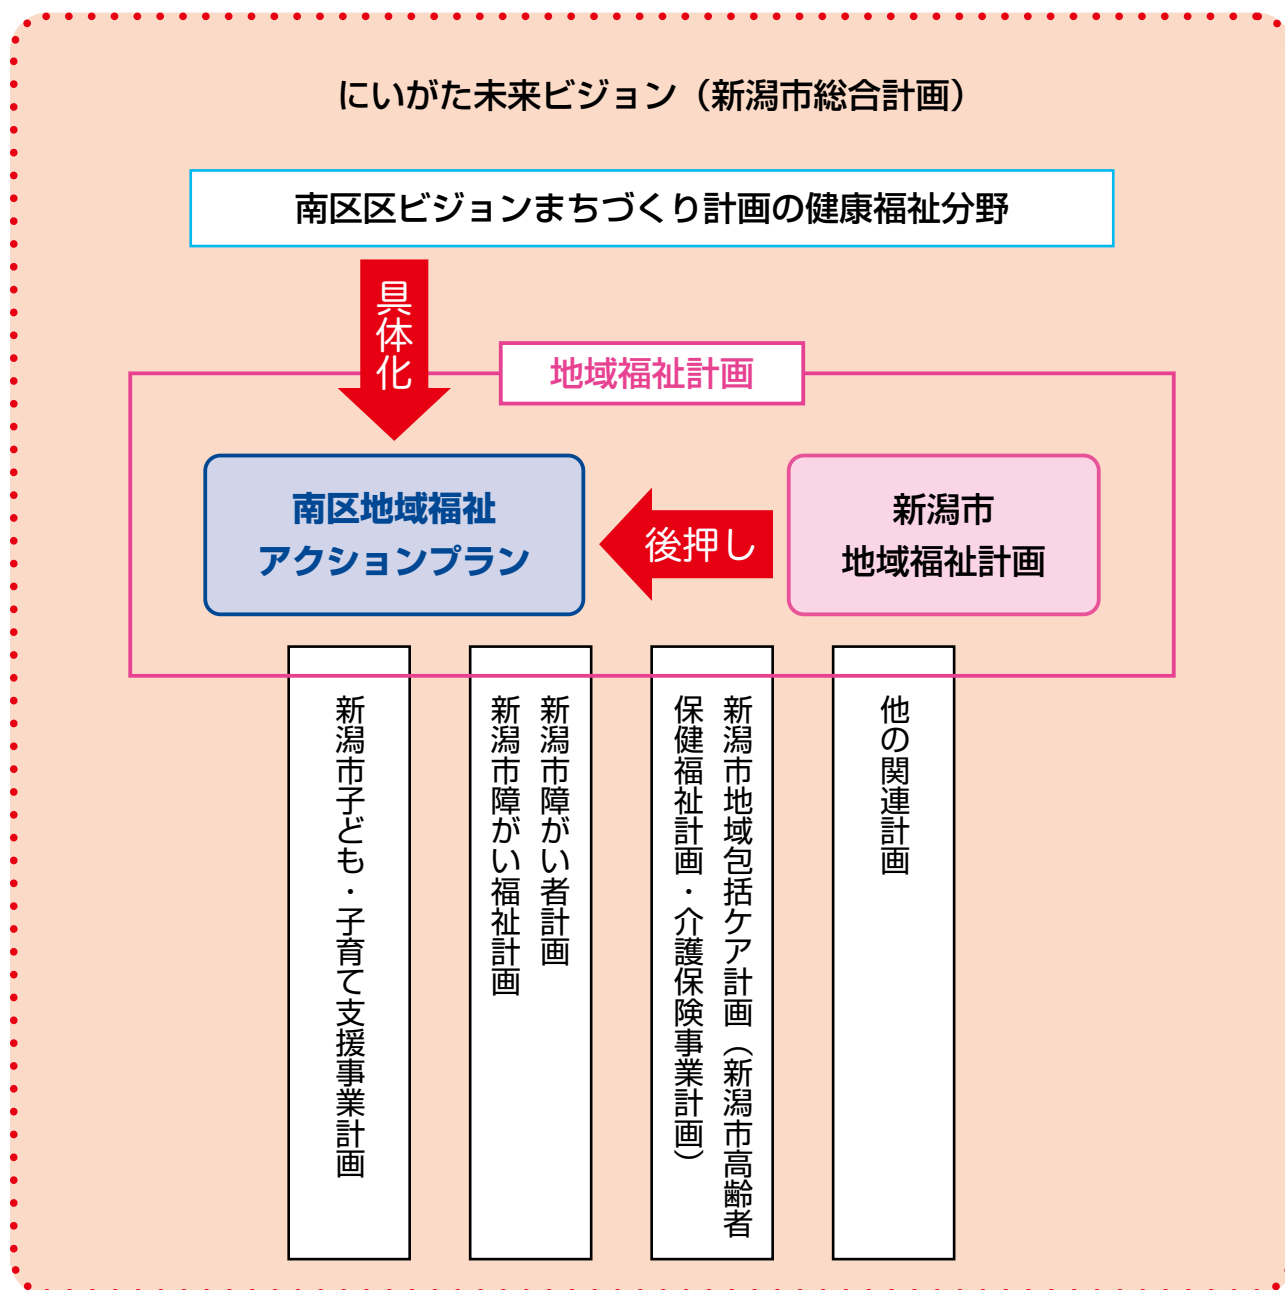 にいがた未来ビジョン（新潟市総合計画）
南区区ビジョンまちづくり計画の健康福祉分野
具体化
地域福祉計画
南区地域福祉
アクションプラン
後押し
新潟市
地域福祉計画
新潟市子ども・子育て支援事業計画
新潟市障がい者計画
新潟市障がい福祉計画
新潟市地域包括ケア計画（新潟市高齢者
保健福祉計画・介護保険事業計画）
他の関連計画